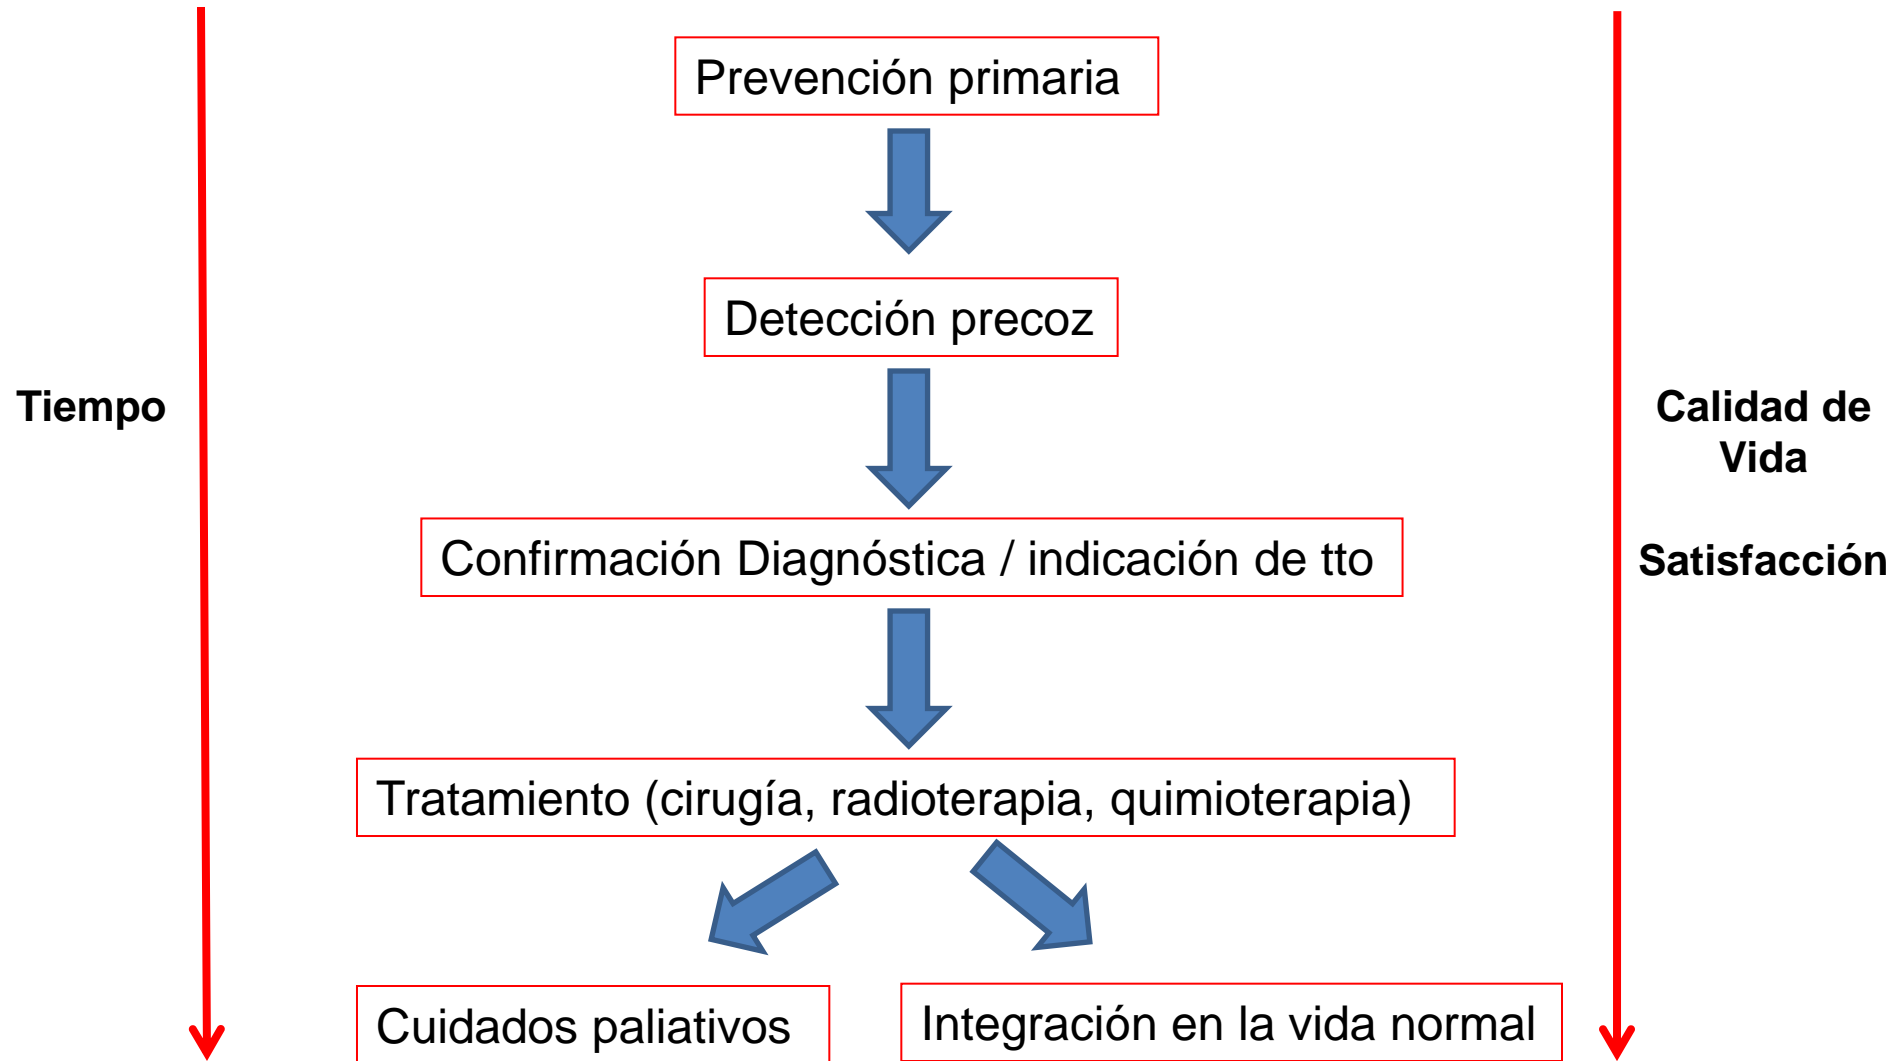 Prevención primaria
Detección precoz
Tiempo
Calidad de
Vida
Confirmación Diagnóstica / indicación de tto
Satisfacción
Tratamiento (cirugía, radioterapia, quimioterapia)
Cuidados paliativos
Integración en la vida normal